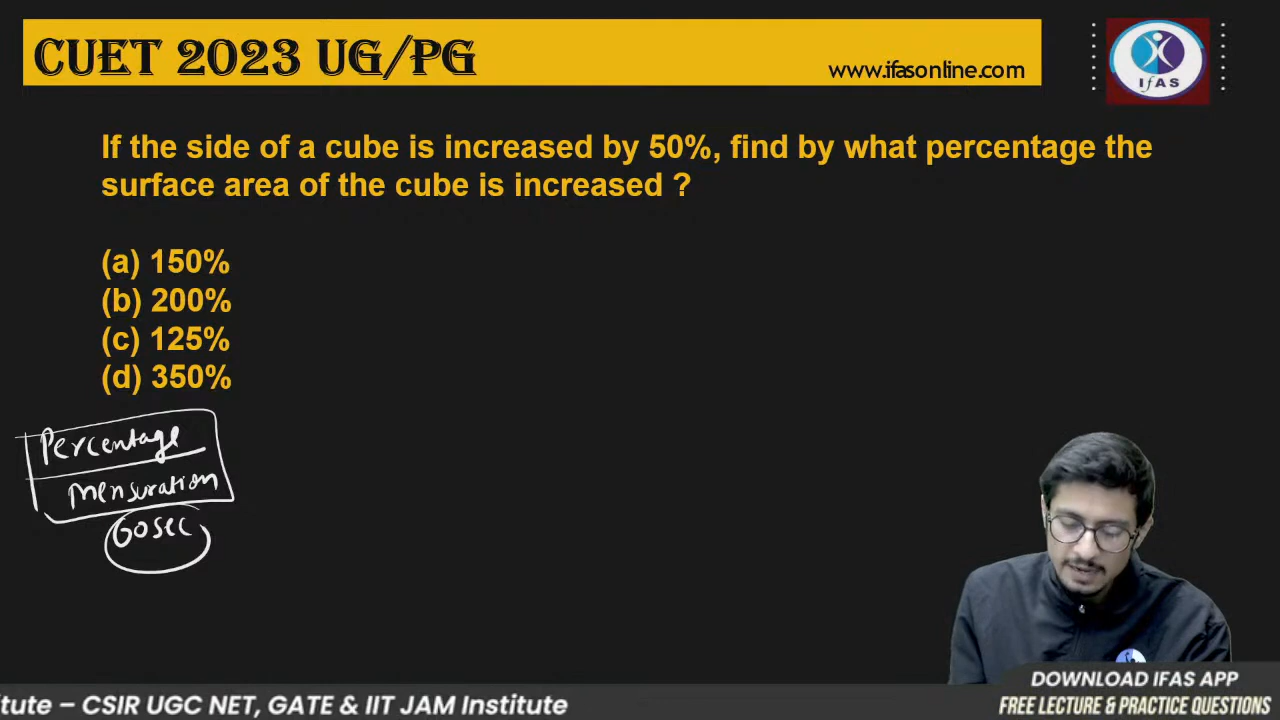 CUET 2023 UG/PG
www.ifasonline.com
IfAS
If the side of a cube is increased by 50%, find by what percentage the
surface area of the cube is increased ?
(a) 150%
(b) 200%
(c) 125%
(d) 350%
Percentage
Mensuration
60 sec
DOWNLOAD IFAS APP
tute – CSIR UGC NET, GATE & IIT JAM Institute
FREE LECTURE & PRACTICE QUESTIONS